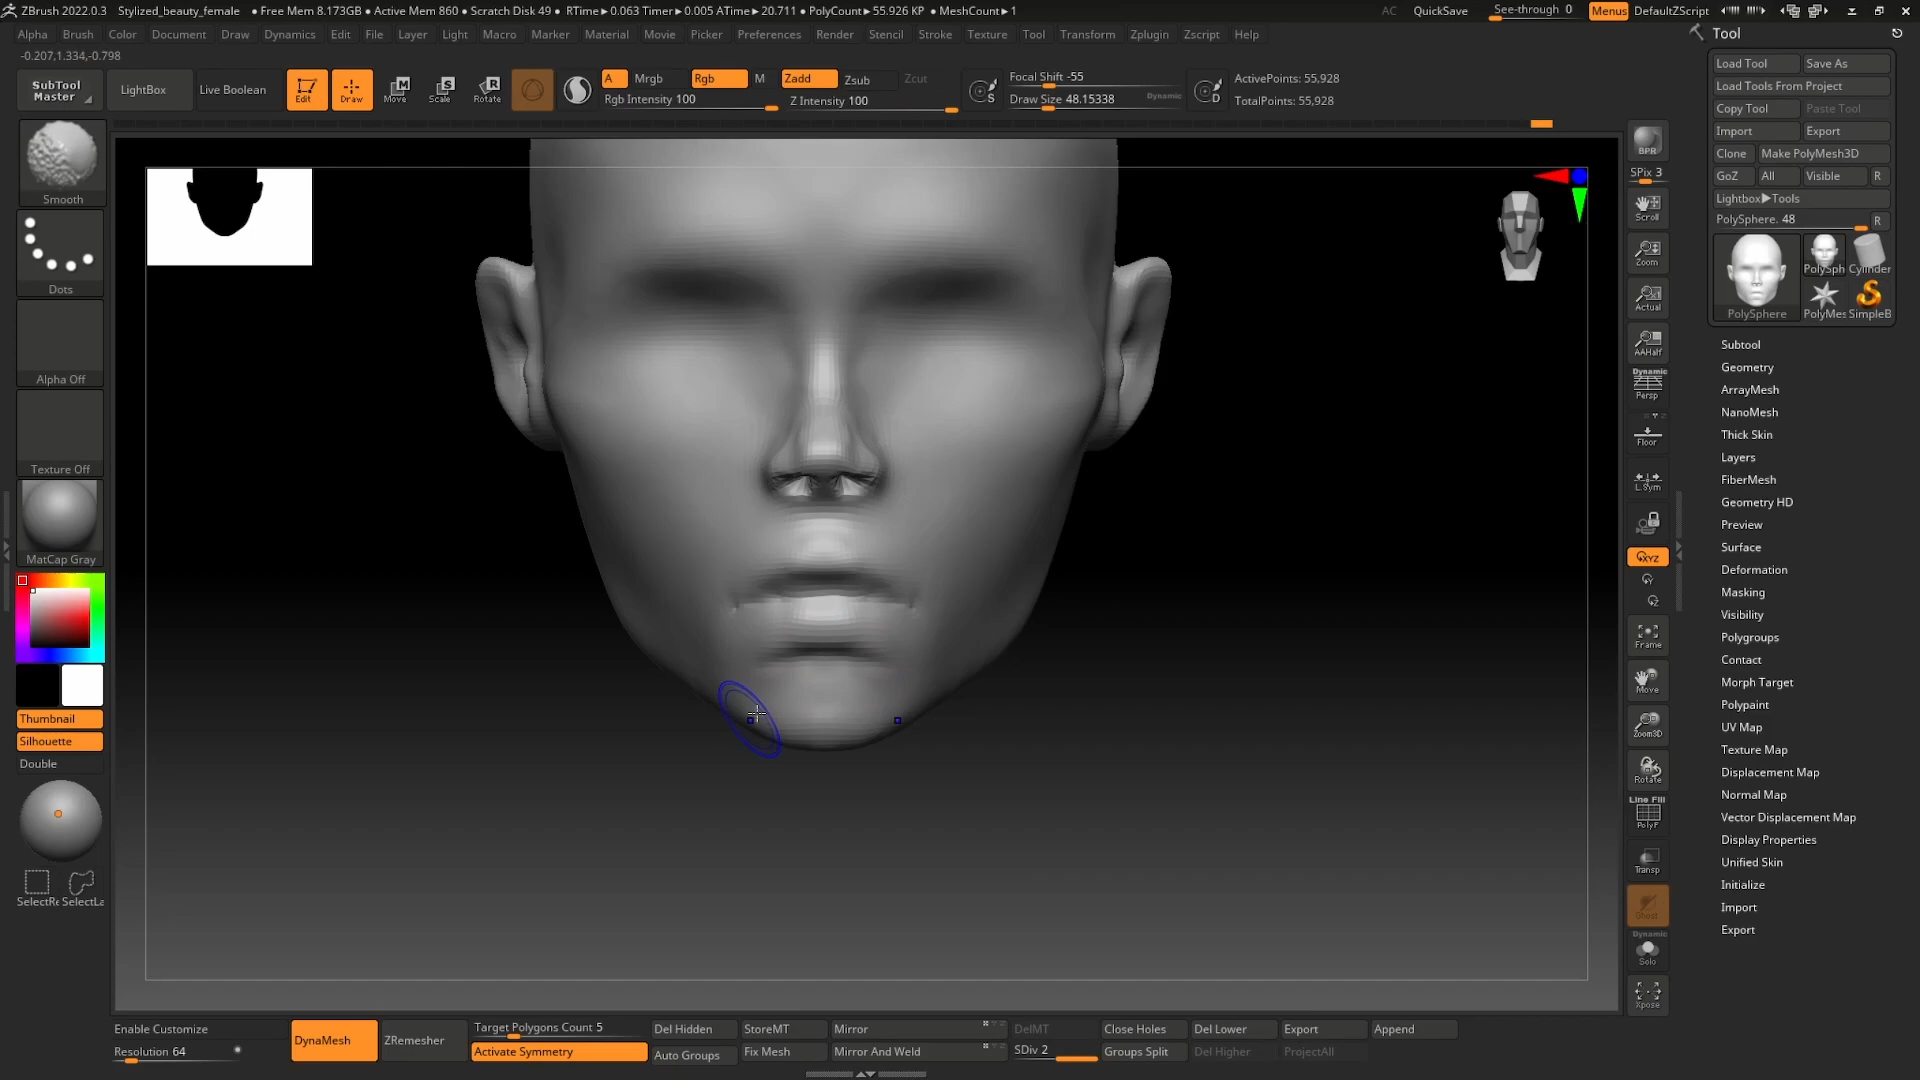 ZBrush 2022.0.3 Stylized_beauty_female • Free Mem 8.173GB • Active Mem 860 • Scratch Disk 49 • RTime▸0.063 Timer▸0.005 ATime▸20.711 • PolyCount▸55.926 KP • MeshCount▸1 AC QuickSave See-through 0 Menus DefaultZScript
Alpha Brush Color Document Draw Dynamics Edit File Layer Light Macro Marker Material Movie Picker Preferences Render Stencil Stroke Texture Tool Transform Zplugin Zscript Help
-0.207,1.334,-0.798
SubTool Master
LightBox
Live Boolean
Edit
Draw
Move
Scale
Rotate
A Mrgb Rgb M Zadd Zsub Zcut
Rgb Intensity 100 Z Intensity 100
S
Focal Shift -55
Draw Size 48.15338 Dynamic
D
ActivePoints: 55,928
TotalPoints: 55,928
Smooth
Dots
Alpha Off
Texture Off
MatCap Gray
Thumbnail
Silhouette
Double
SelectRe SelectLa
BPR
SPix 3
Scroll
Zoom
Actual
AAHalf
Dynamic
Persp
Floor
L.Sym
XYZ
Y
Z
Frame
Move
Zoom3D
Rotate
Line Fill
PolyF
Transp
Ghost
Dynamic
Solo
Xpose
Tool
Load Tool Save As
Load Tools From Project
Copy Tool Paste Tool
Import Export
Clone Make PolyMesh3D
GoZ All Visible R
Lightbox▸Tools
PolySphere. 48 R
PolySphere
PolySph Cylinder
PolyMes SimpleB
Subtool
Geometry
ArrayMesh
NanoMesh
Thick Skin
Layers
FiberMesh
Geometry HD
Preview
Surface
Deformation
Masking
Visibility
Polygroups
Contact
Morph Target
Polypaint
UV Map
Texture Map
Displacement Map
Normal Map
Vector Displacement Map
Display Properties
Unified Skin
Initialize
Import
Export
Enable Customize
Resolution 64
DynaMesh
ZRemesher
Target Polygons Count 5
Activate Symmetry
Del Hidden StoreMT Mirror DelMT Close Holes Del Lower Export Append
Auto Groups Fix Mesh Mirror And Weld SDiv 2 Groups Split Del Higher ProjectAll